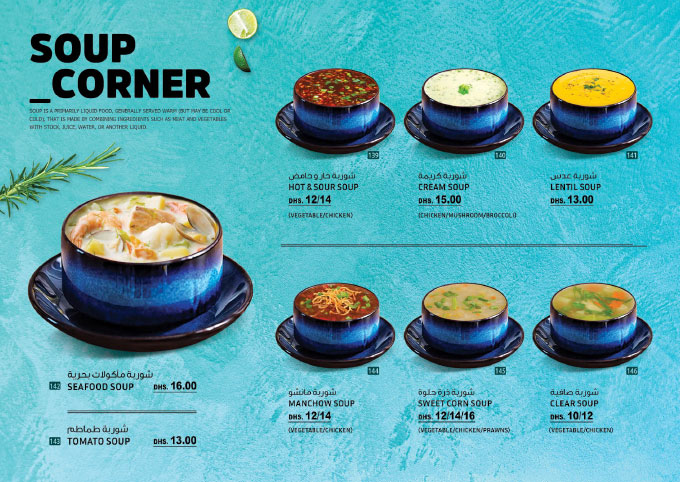 SOUP
_CORNER
SOUP IS A PRIMARILY LIQUID FOOD, GENERALLY SERVED WARM (BUT MAY BE COOL OR
COLD), THAT IS MADE BY COMBINING INGREDIENTS SUCH AS MEAT AND VEGETABLES
WITH STOCK, JUICE, WATER, OR ANOTHER LIQUID.
139
شوربة حار و حامض
HOT & SOUR SOUP
DHS. 12/14
(VEGETABLE/CHICKEN)
140
شوربة كريمة
CREAM SOUP
DHS. 15.00
(CHICKEN/MUSHROOM/BROCCOLI)
141
شوربة عدس
LENTIL SOUP
DHS. 13.00
شوربة مأكولات بحرية
142 SEAFOOD SOUP DHS. 16.00
شوربة طماطم
143 TOMATO SOUP DHS. 13.00
144
شوربة مانشو
MANCHOW SOUP
DHS. 12/14
(VEGETABLE/CHICKEN)
145
شوربة ذرة حلوة
SWEET CORN SOUP
DHS. 12/14/16
(VEGETABLE/CHICKEN/PRAWNS)
146
شوربة صافية
CLEAR SOUP
DHS. 10/12
(VEGETABLE/CHICKEN)